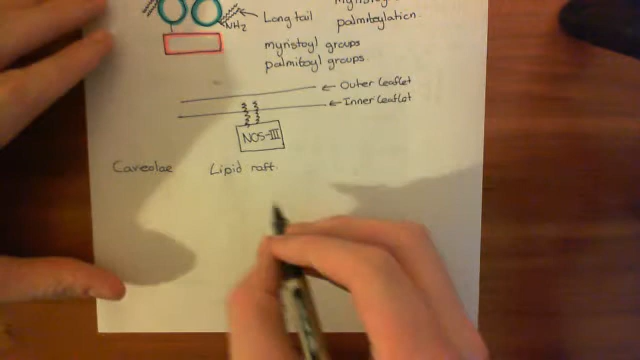 Long tail
palmitoylation.
NH2
myristoyl groups
palmitoyl groups.
← Outer leaflet
← Inner leaflet
NOS-III
Caveolae Lipid raft.